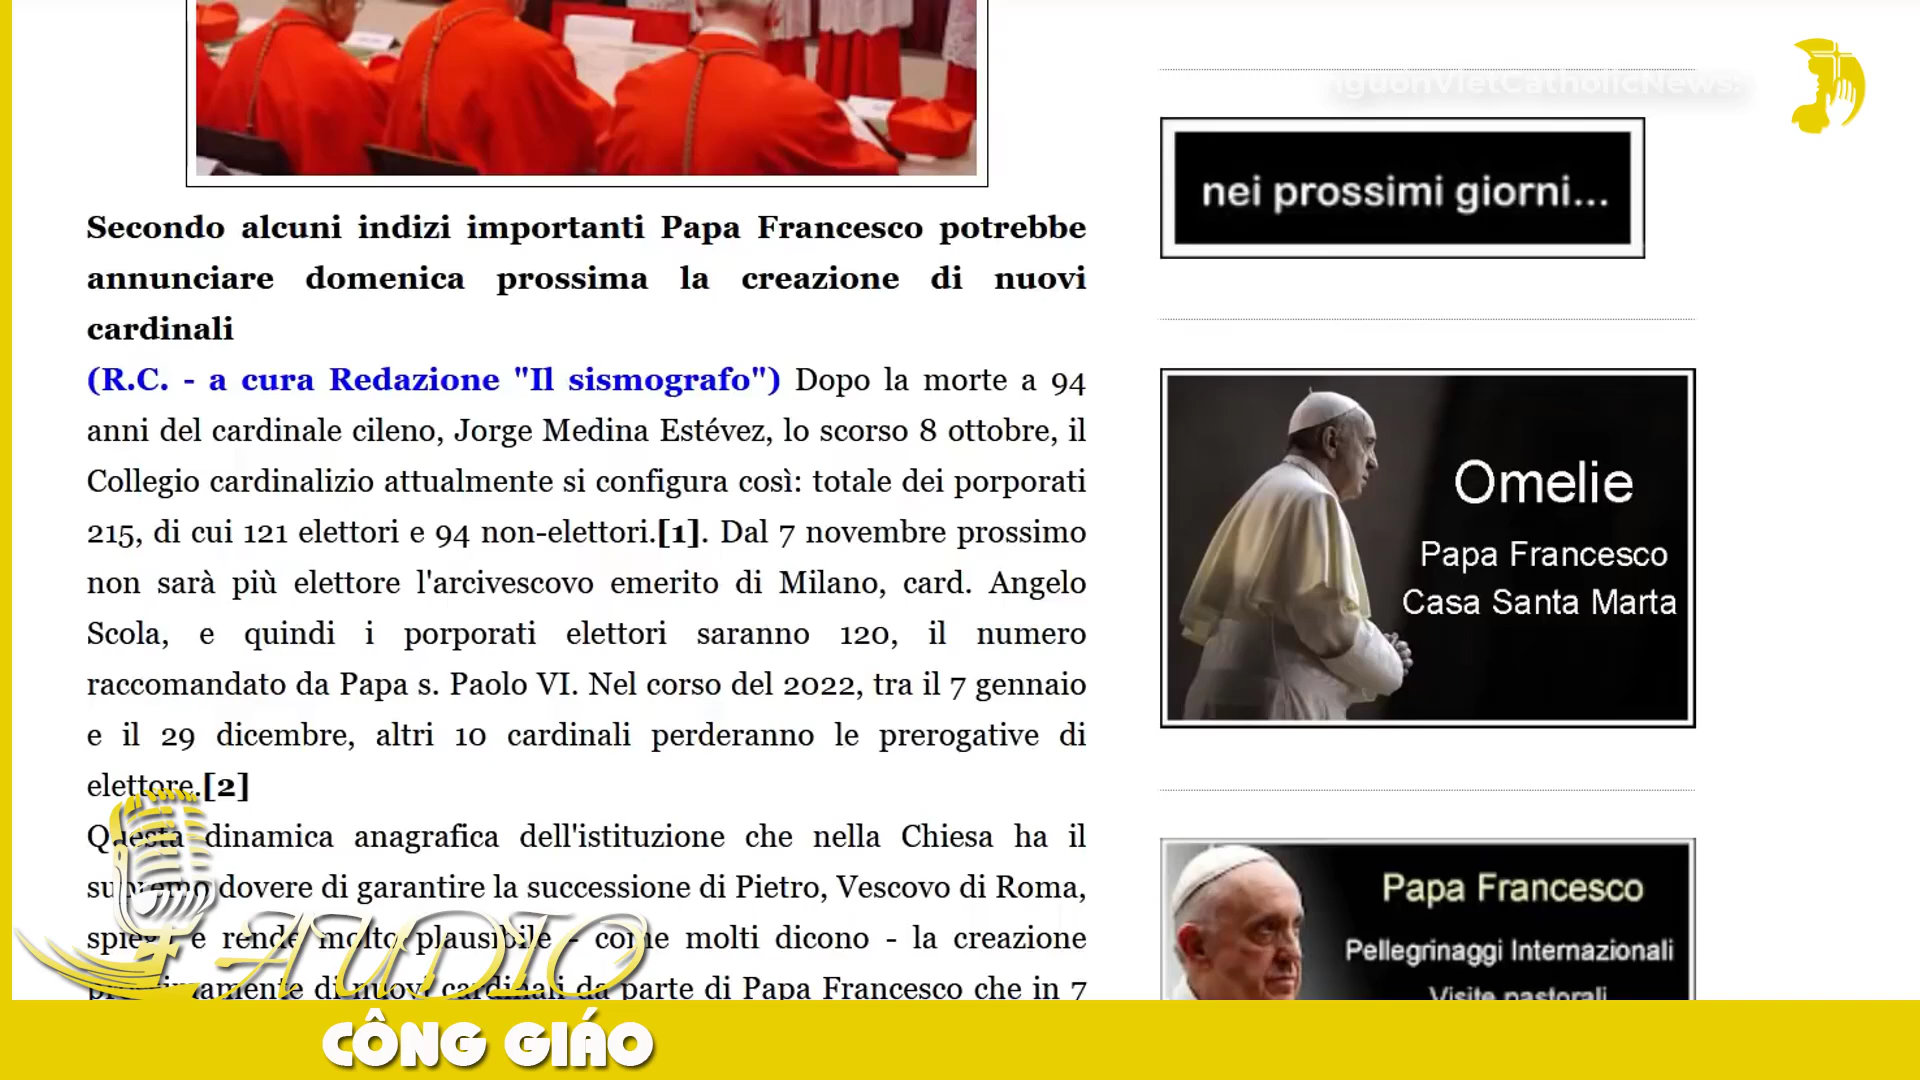 nguonVietCatholicNews:
nei prossimi giorni...
Secondo alcuni indizi importanti Papa Francesco potrebbe
annunciare domenica prossima la creazione di nuovi
cardinali
(R.C. - a cura Redazione "Il sismografo") Dopo la morte a 94
anni del cardinale cileno, Jorge Medina Estévez, lo scorso 8 ottobre, il
Collegio cardinalizio attualmente si configura così: totale dei porporati
215, di cui 121 elettori e 94 non-elettori.[1]. Dal 7 novembre prossimo
non sarà più elettore l'arcivescovo emerito di Milano, card. Angelo
Scola, e quindi i porporati elettori saranno 120, il numero
raccomandato da Papa s. Paolo VI. Nel corso del 2022, tra il 7 gennaio
e il 29 dicembre, altri 10 cardinali perderanno le prerogative di
elettore.[2]
Questa dinamica anagrafica dell'istituzione che nella Chiesa ha il
supremo dovere di garantire la successione di Pietro, Vescovo di Roma,
spiega e rende molto plausibile - come molti dicono - la creazione
prossimamente di nuovi cardinali da parte di Papa Francesco che in 7
Omelie
Papa Francesco
Casa Santa Marta
Papa Francesco
Pellegrinaggi Internazionali
Visite pastorali
AUDIO
CÔNG GIÁO